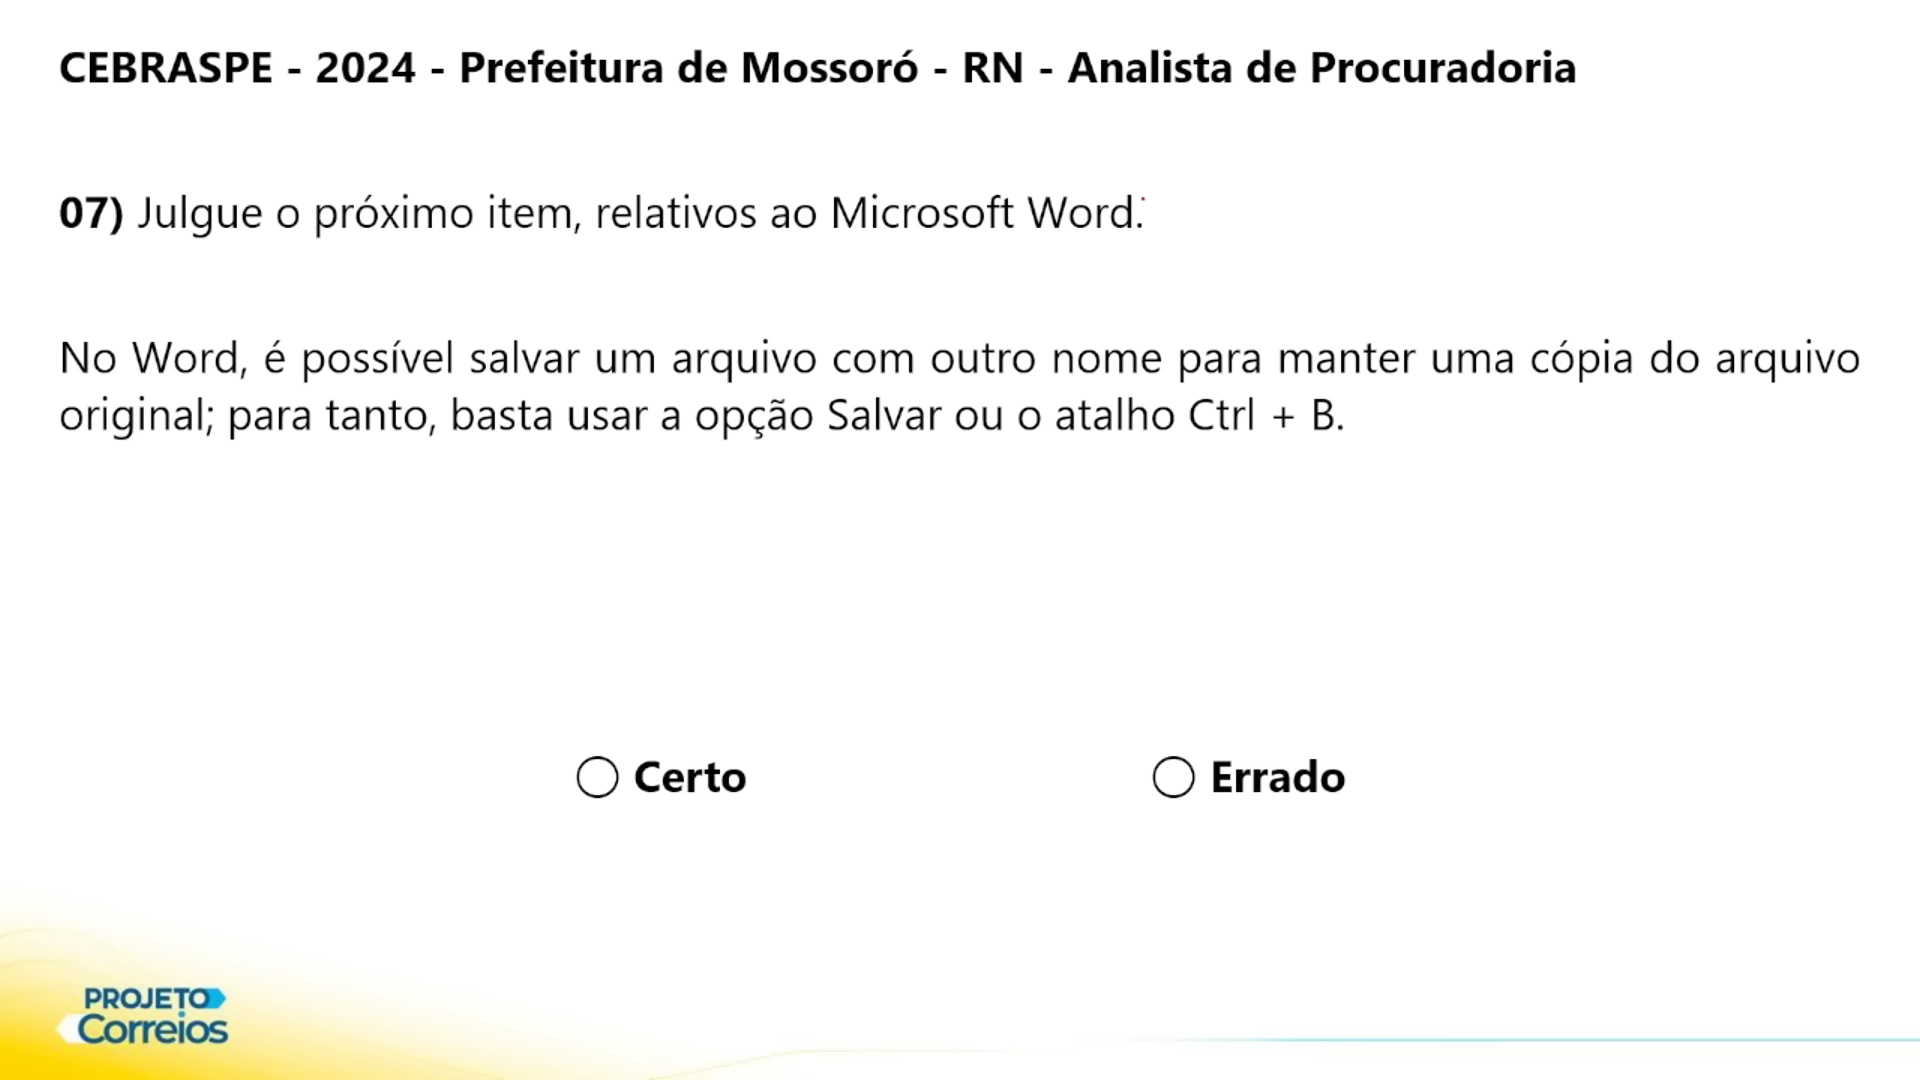 CEBRASPE - 2024 - Prefeitura de Mossoró - RN - Analista de Procuradoria
07) Julgue o próximo item, relativos ao Microsoft Word.
No Word, é possível salvar um arquivo com outro nome para manter uma cópia do arquivo
original; para tanto, basta usar a opção Salvar ou o atalho Ctrl + B.
Certo
Errado
PROJETO
Correios